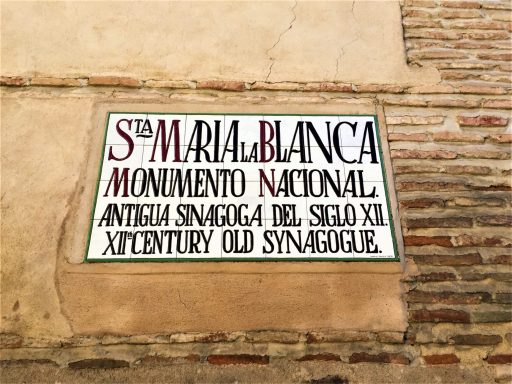 STA MARIA LA BLANCA
MONUMENTO NACIONAL.
ANTIGUA SINAGOGA DEL SIGLO XII.
XIIth CENTURY OLD SYNAGOGUE.